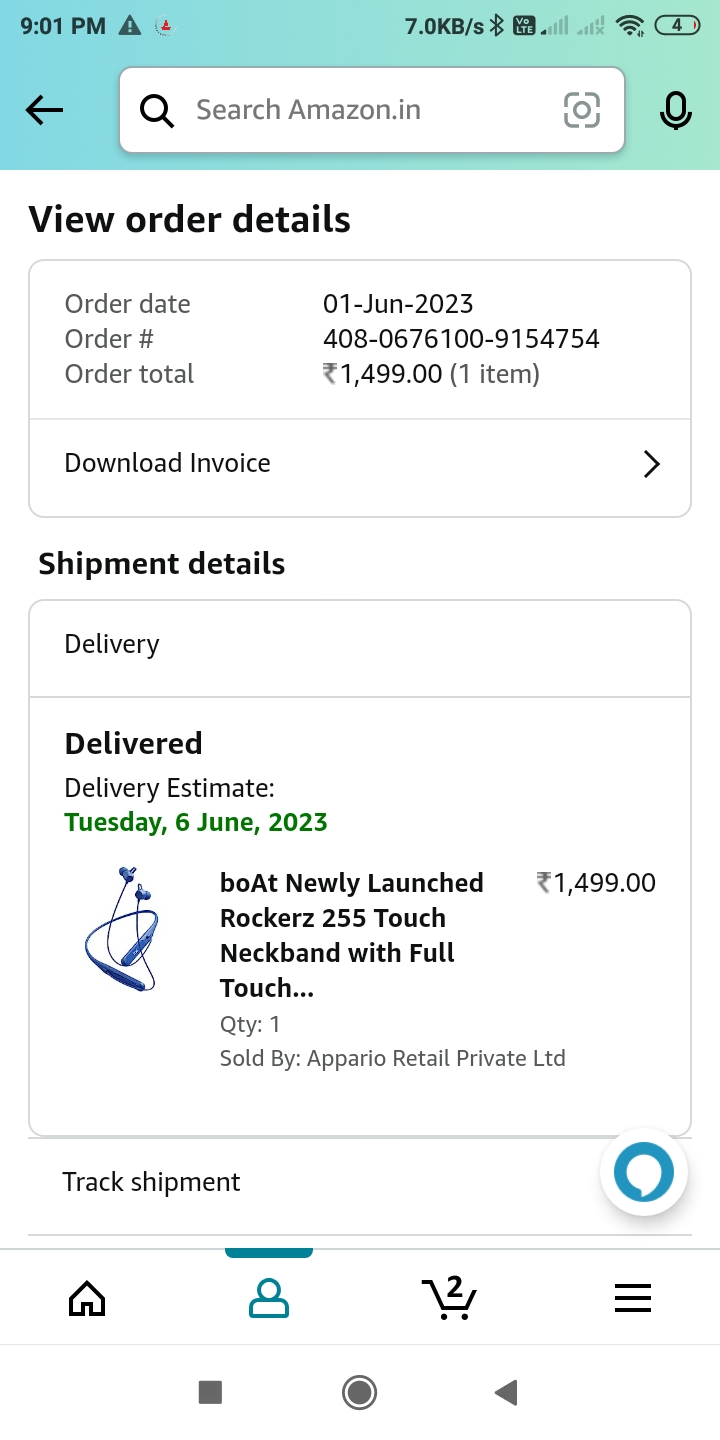 9:01 PM 7.0KB/s Vo LTE 4
Search Amazon.in
View order details
Order date 01-Jun-2023
Order # 408-0676100-9154754
Order total ₹1,499.00 (1 item)
Download Invoice
Shipment details
Delivery
Delivered
Delivery Estimate:
Tuesday, 6 June, 2023
boAt Newly Launched ₹1,499.00
Rockerz 255 Touch
Neckband with Full
Touch...
Qty: 1
Sold By: Appario Retail Private Ltd
Track shipment
2